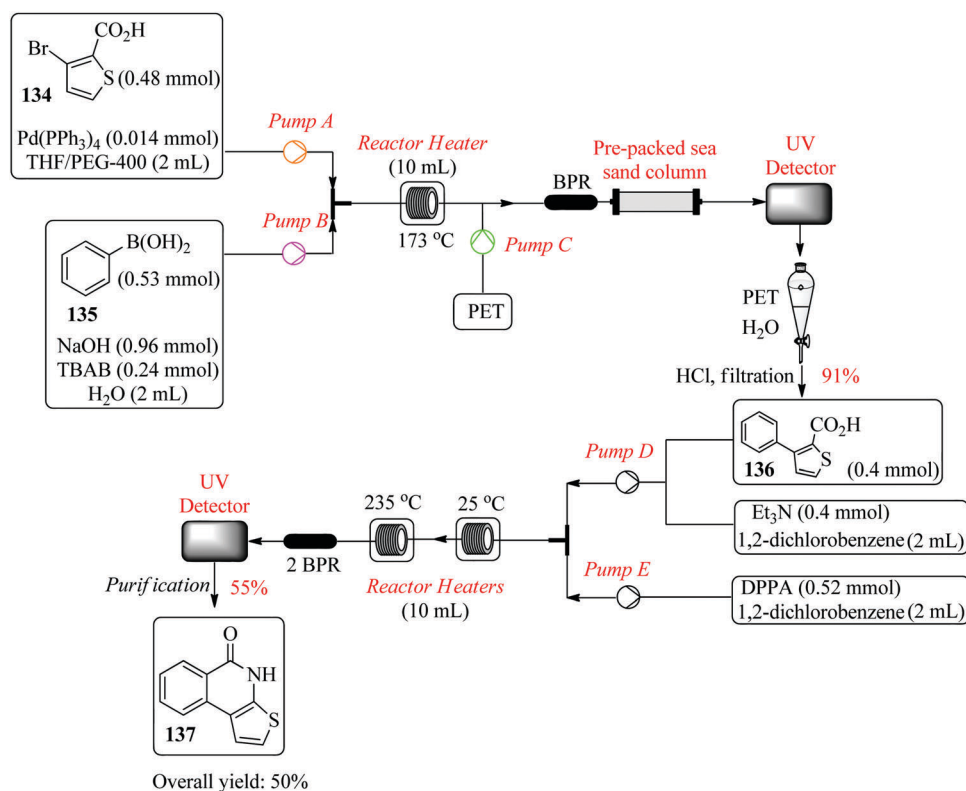 CO₂H
Br
S (0.48 mmol)
134
Pd(PPh₃)₄ (0.014 mmol)
THF/PEG-400 (2 mL)
Pump A
B(OH)₂
(0.53 mmol)
135
NaOH (0.96 mmol)
TBAB (0.24 mmol)
H₂O (2 mL)
Pump B
Reactor Heater
(10 mL)
173 °C
Pump C
PET
BPR
Pre-packed sea
sand column
UV
Detector
PET
H₂O
HCl, filtration 91%
CO₂H
S
136
(0.4 mmol)
Et₃N (0.4 mmol)
1,2-dichlorobenzene (2 mL)
Pump D
DPPA (0.52 mmol)
1,2-dichlorobenzene (2 mL)
Pump E
25 °C
235 °C
Reactor Heaters
(10 mL)
2 BPR
UV
Detector
Purification 55%
O
NH
S
137
Overall yield: 50%